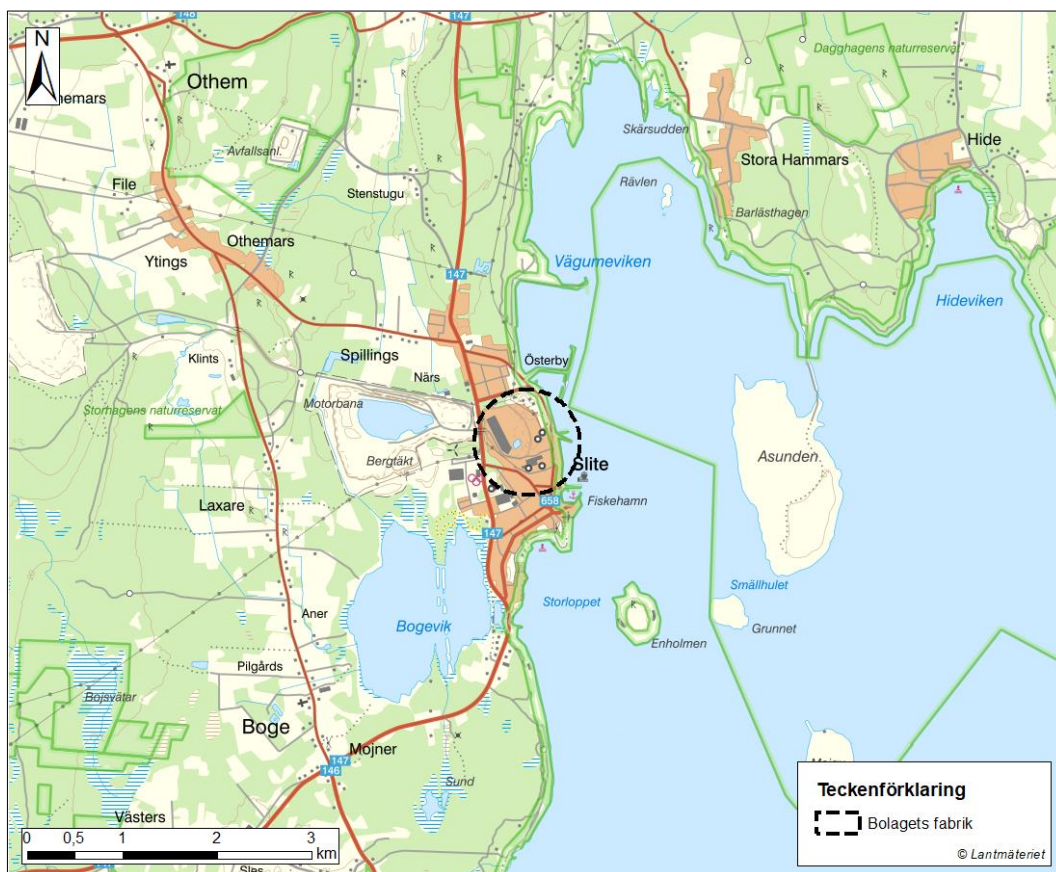 148
147
N
Othem
Dagghagens naturreservat
Skärsudden
Hide
Stora Hammars
Avfallsanl.
File
Stenstugu
Rävlen
Barlästhagen
Othemars
Ytings
Vägumeviken
147
Hideviken
Klints
Spillings
Österby
Närs
Storhagens naturreservat
Motorbana
Bergtäkt
Asunden
Slite
Laxare
658
Fiskehamn
147
Smällhulet
Storloppet
Grunnet
Aner
Bogevik
Enholmen
Pilgårds
Bojsvätar
Boge
Mojner
147
146
Sund
Västers
Teckenförklaring
Bolagets fabrik
0 0,5 1 2 3
km
© Lantmäteriet